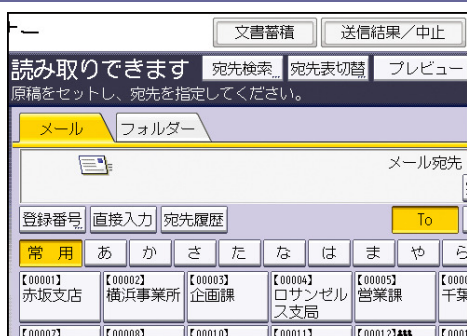 ー
文書蓄積 送信結果／中止
読み取りできます 宛先検索 宛先表切替 プレビュー
原稿をセットし、宛先を指定してください。
メール フォルダー
メール宛先
登録番号 直接入力 宛先履歴 To
常用 あ か さ た な は ま や ら
【00001】 【00002】 【00003】 【00004】 【00005】
赤坂支店 横浜事業所 企画課 ロサンゼルス支局 営業課 千葉
【00007】 【00008】 【00010】 【00011】 【00012】